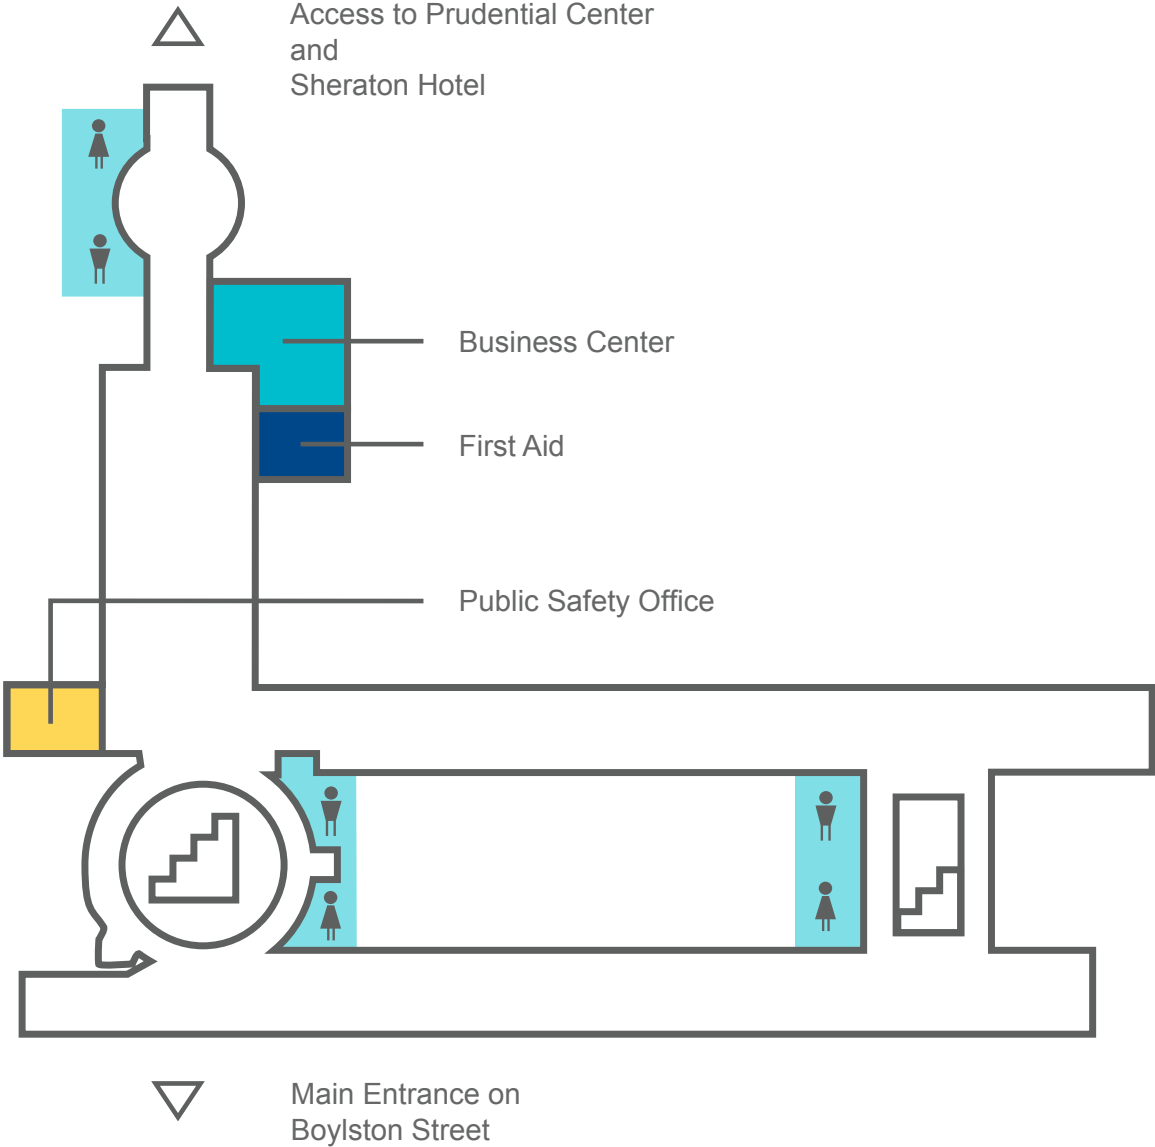 Access to Prudential Center
and
Sheraton Hotel
Business Center
First Aid
Public Safety Office
Main Entrance on
Boylston Street